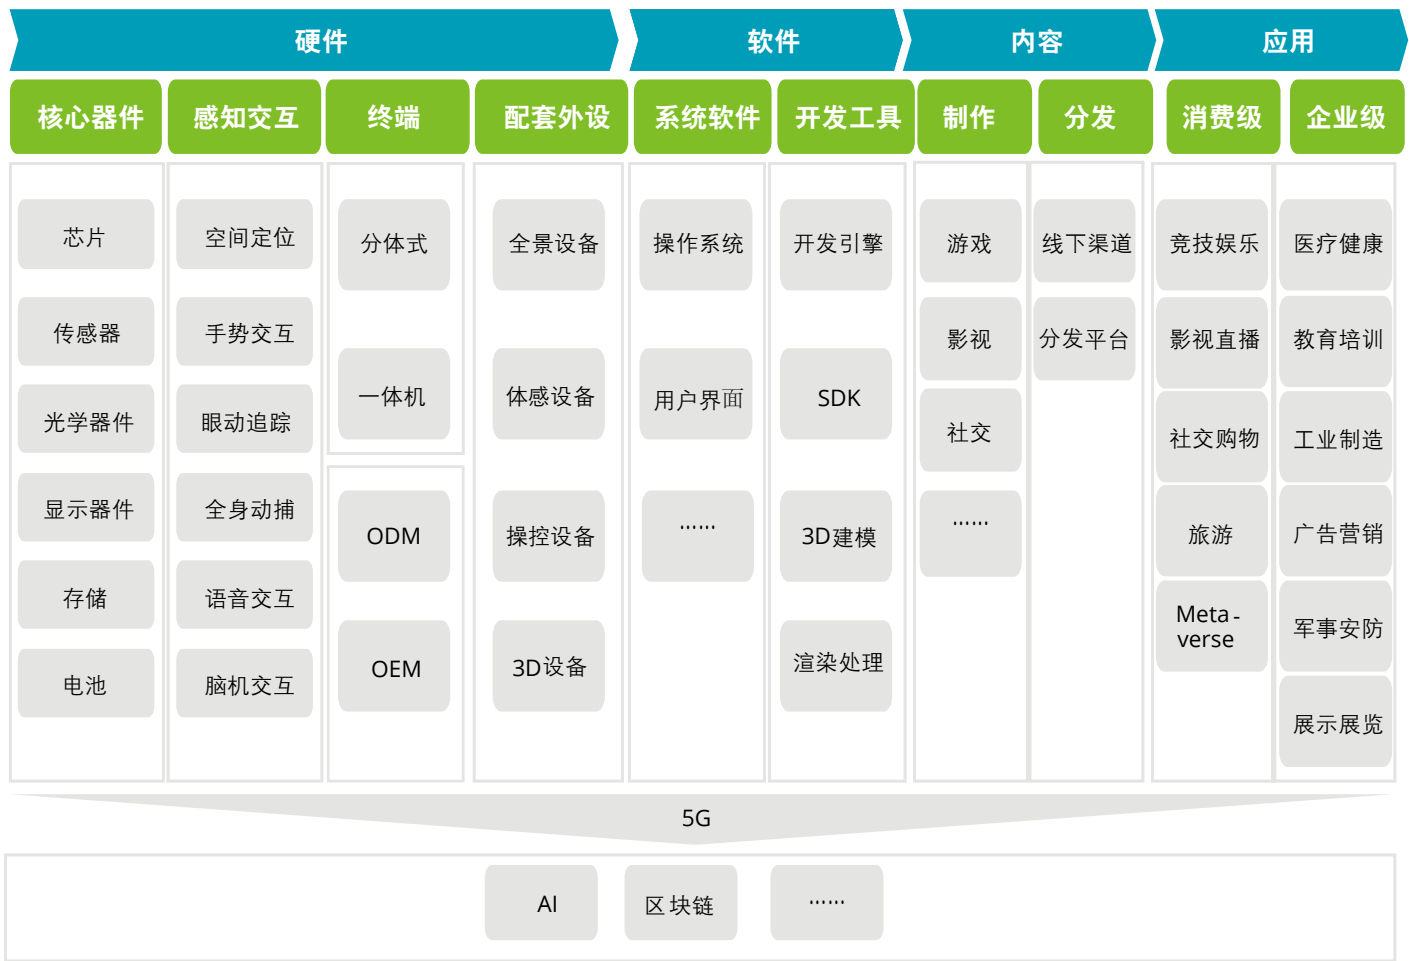 硬件
软件
内容
应用
核心器件
感知交互
终端
配套外设
系统软件
开发工具
制作
分发
消费级
企业级
芯片
传感器
光学器件
显示器件
存储
电池
空间定位
手势交互
眼动追踪
全身动捕
语音交互
脑机交互
分体式
一体机
ODM
OEM
全景设备
体感设备
操控设备
3D设备
操作系统
用户界面
……
开发引擎
SDK
3D建模
渲染处理
游戏
影视
社交
……
线下渠道
分发平台
竞技娱乐
影视直播
社交购物
旅游
Meta-
verse
医疗健康
教育培训
工业制造
广告营销
军事安防
展示展览
5G
AI
区块链
……